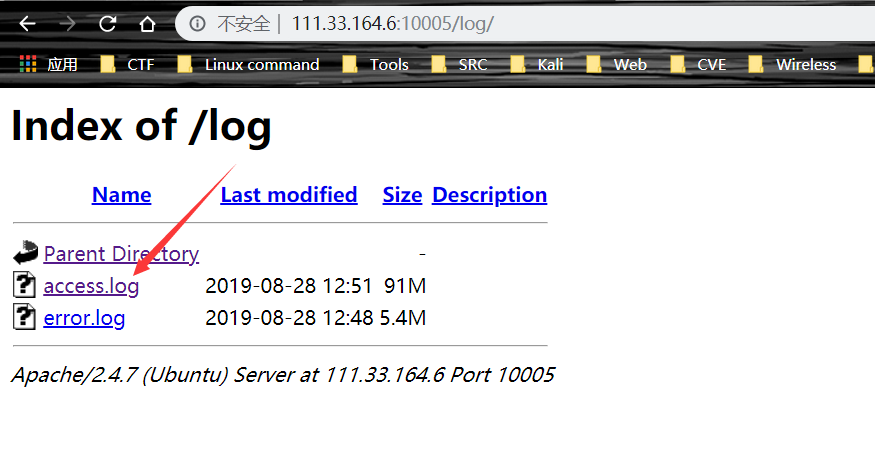 不安全 | 111.33.164.6:10005/log/
应用 CTF Linux command Tools SRC Kali Web CVE Wireless
Index of /log
Name Last modified Size Description
Parent Directory -
access.log 2019-08-28 12:51 91M
error.log 2019-08-28 12:48 5.4M
Apache/2.4.7 (Ubuntu) Server at 111.33.164.6 Port 10005